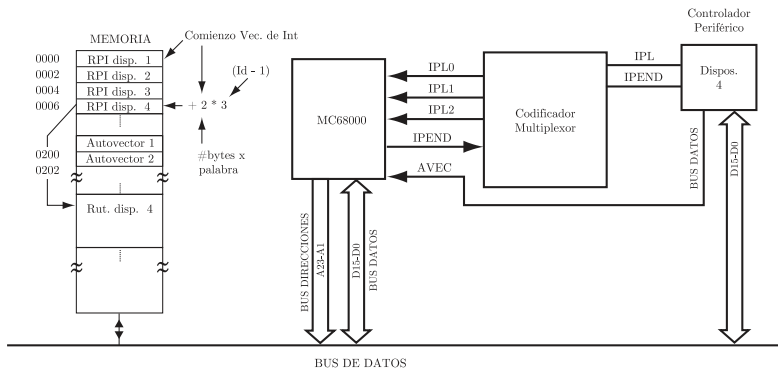 MEMORIA
Comienzo Vec. de Int
0000
RPI disp. 1
0002
RPI disp. 2
0004
RPI disp. 3
0006
RPI disp. 4
(Id - 1)
+ 2 * 3
#bytes x
palabra
Autovector 1
0200
Autovector 2
0202
Rut. disp. 4
MC68000
IPL0
IPL1
IPL2
IPEND
AVEC
Codificador
Multiplexor
IPL
IPEND
Controlador
Periférico
Dispos.
4
BUS DATOS
D15-D0
BUS DIRECCIONES
A23-A1
D15-D0
BUS DATOS
BUS DE DATOS